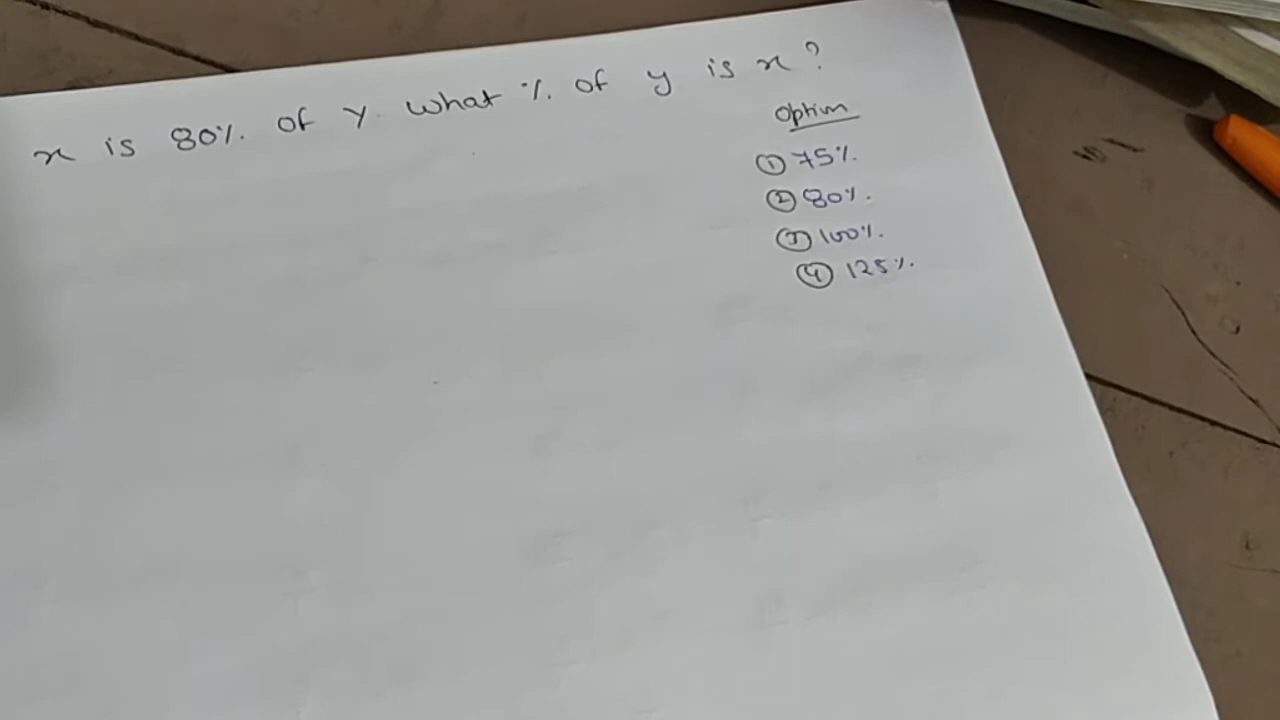 x is 80%. of y. what %. of y is x?
Option
① 75%.
② 80%.
③ 100%.
④ 125%.